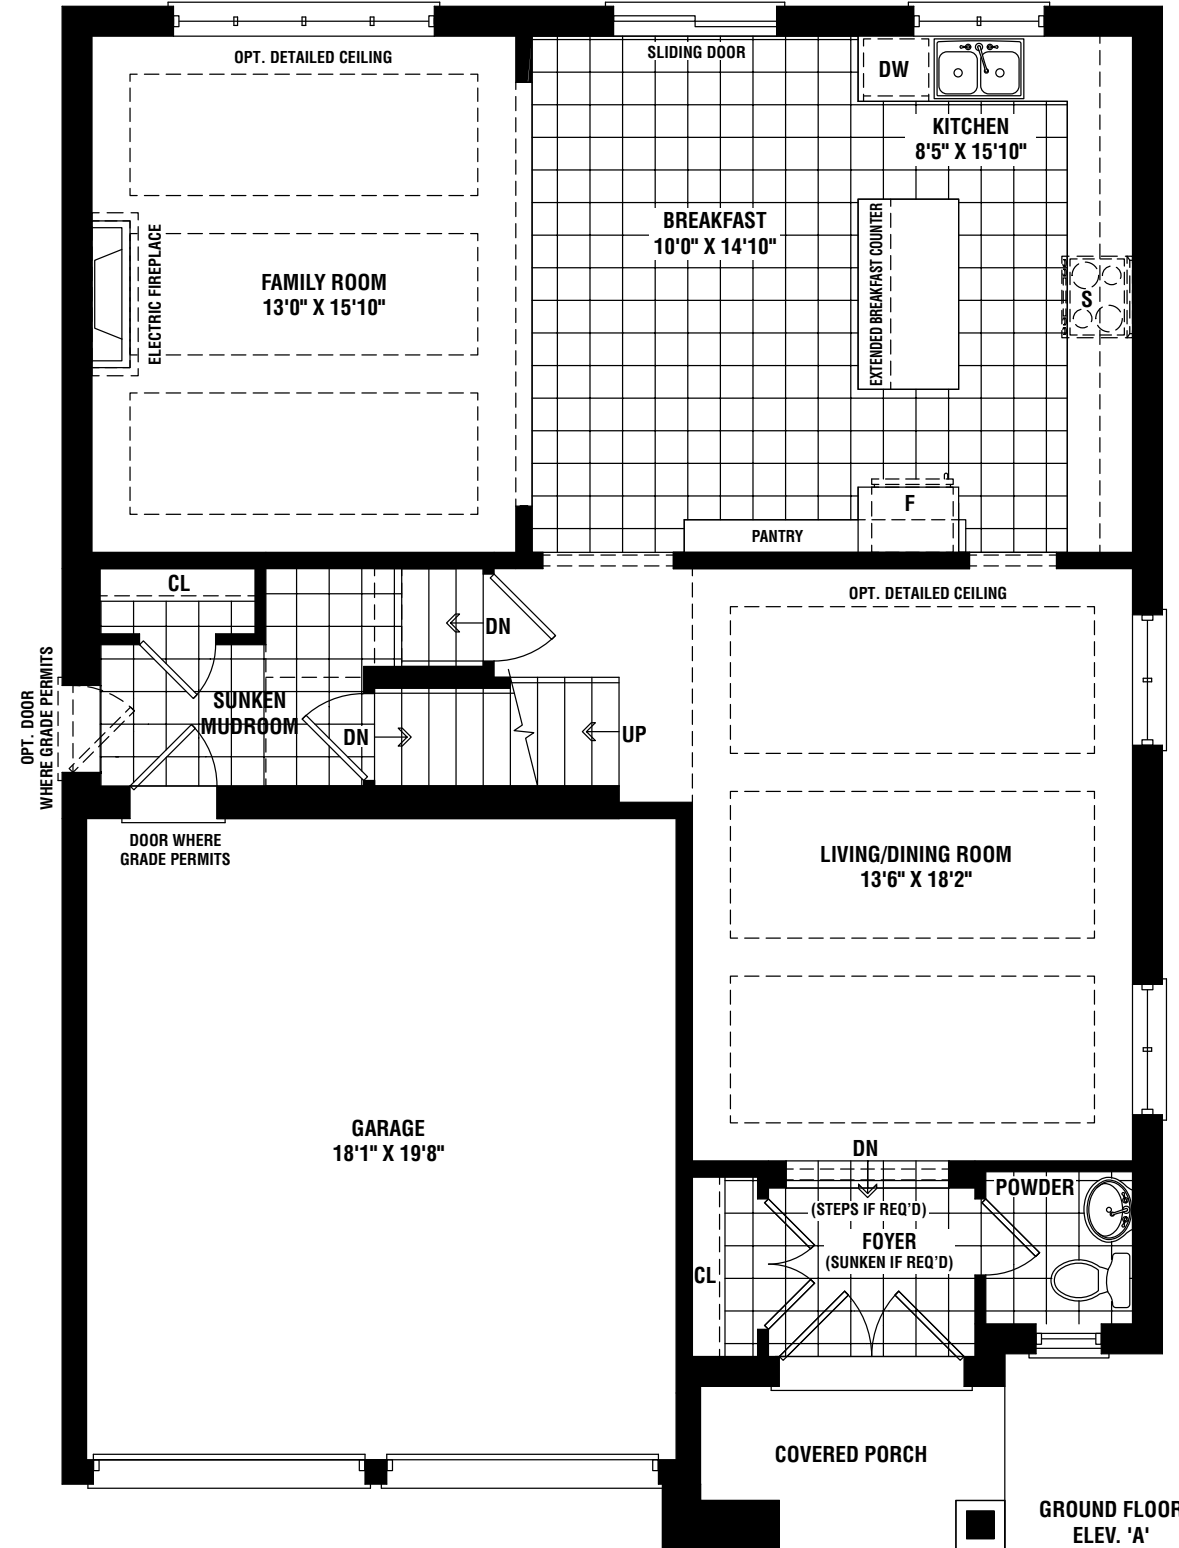 OPT. DETAILED CEILING
SLIDING DOOR
DW
KITCHEN
8'5" X 15'10"
BREAKFAST
10'0" X 14'10"
EXTENDED BREAKFAST COUNTER
ELECTRIC FIREPLACE
FAMILY ROOM
13'0" X 15'10"
S
F
PANTRY
CL
OPT. DETAILED CEILING
DN
SUNKEN
MUDROOM
DN
UP
OPT. DOOR
WHERE GRADE PERMITS
DOOR WHERE
GRADE PERMITS
LIVING/DINING ROOM
13'6" X 18'2"
GARAGE
18'1" X 19'8"
DN
POWDER
(STEPS IF REQ'D)
FOYER
(SUNKEN IF REQ'D)
CL
COVERED PORCH
GROUND FLOOR
ELEV. 'A'